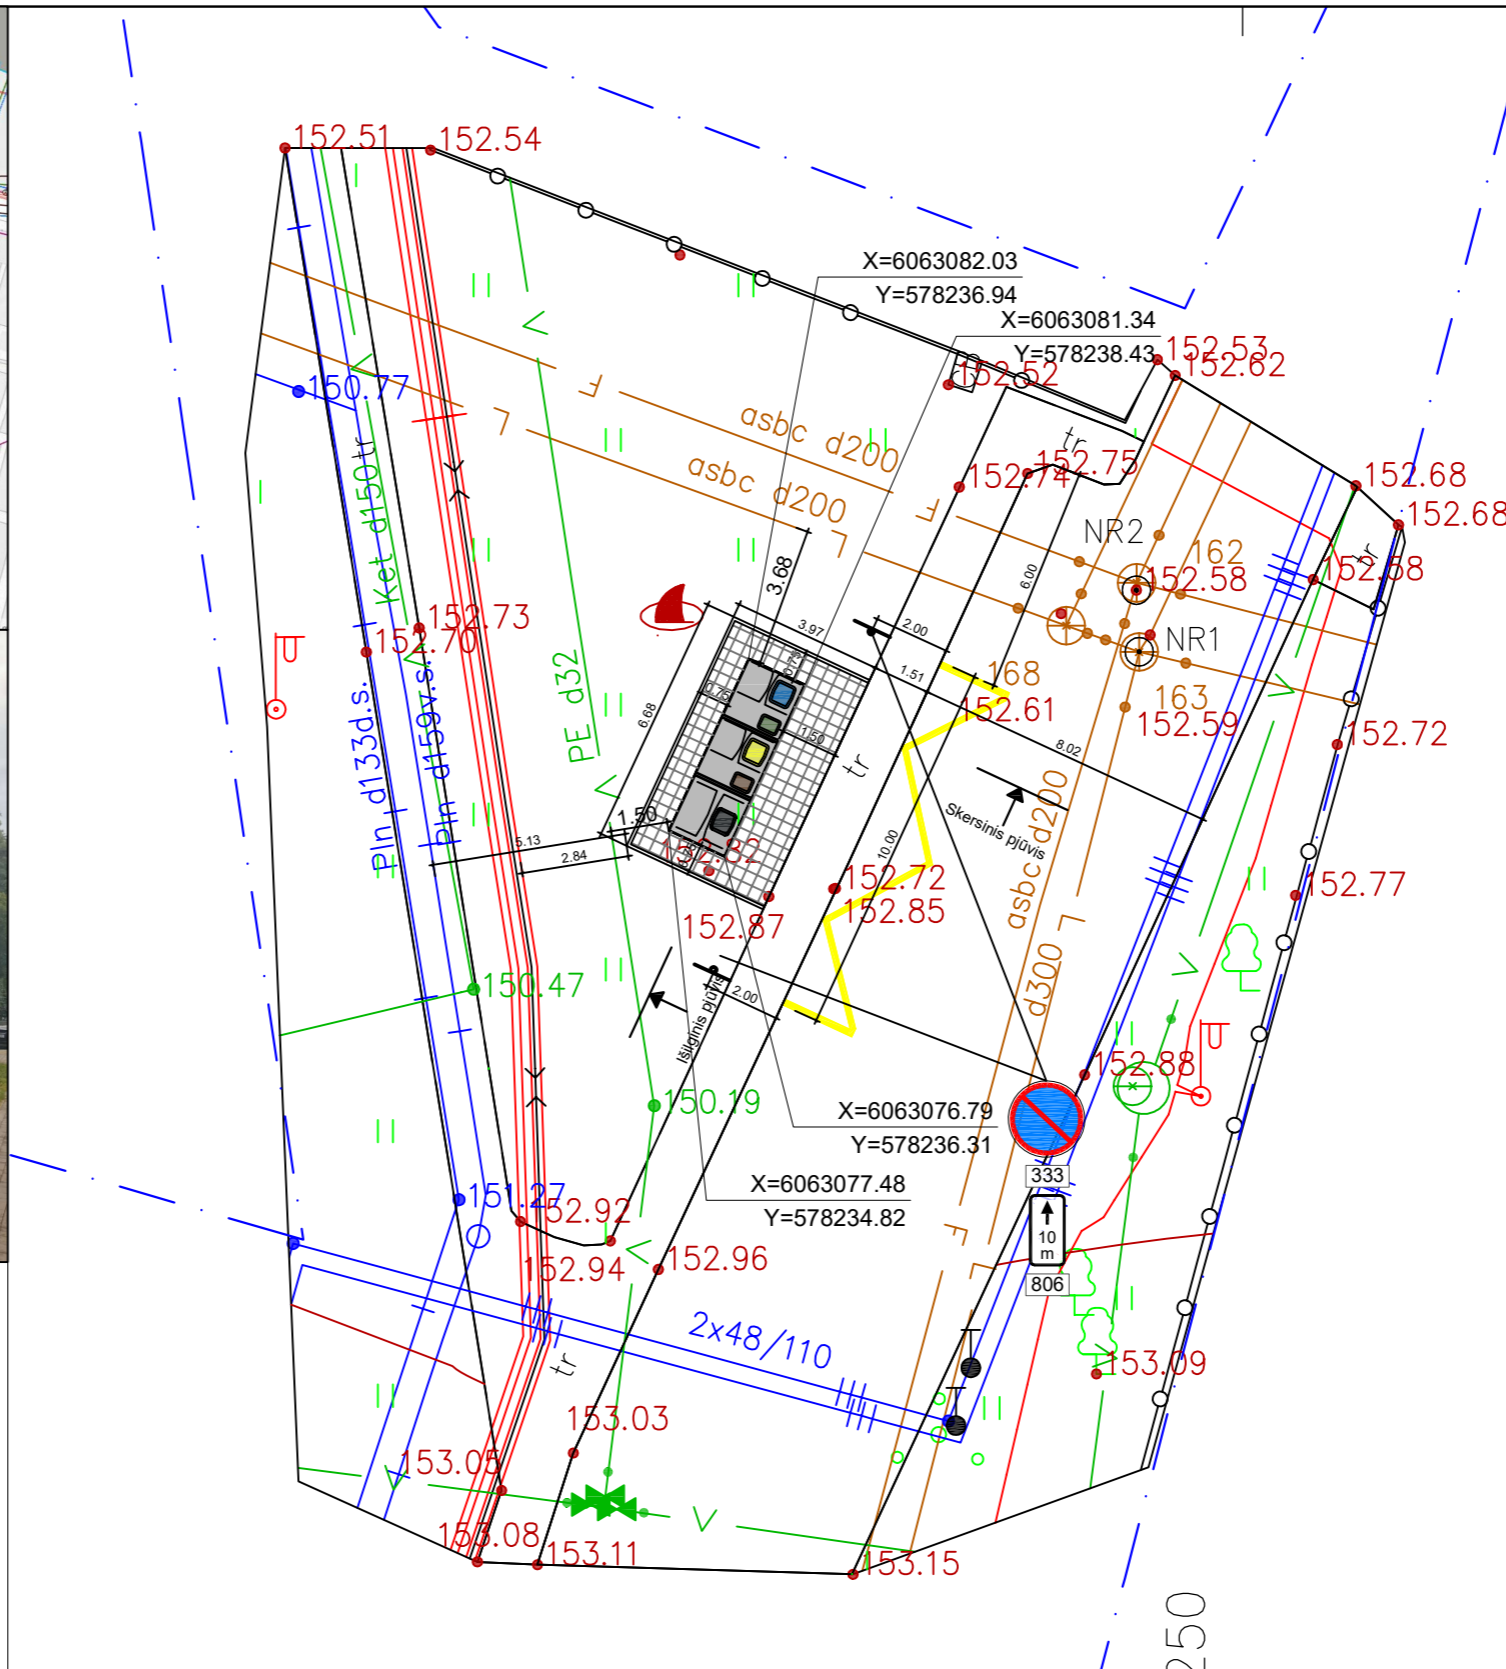 152.51
152.54
X=6063082.03
Y=578236.94
X=6063081.34
Y=578238.43
152.53
152.62
152.52
150.77
asbc d200
asbc d200
tr
152.74
152.75
152.68
152.68
tr
NR2
162
152.58
152.58
Ket d150
tr
3.68
6.00
152.73
152.70
3.97
2.00
NR1
163
1.51
168
152.61
152.59
152.72
0.75
6.68
1.50
8.02
PE d32
Pln d133d.s.
Pln d159v.s.
tr
asbc d200
Skersinis pjūvis
1.50
5.13
2.84
10.00
152.82
152.72
152.85
152.77
152.87
d300
150.47
2.00
Išilginis pjūvis
152.88
150.19
X=6063076.79
Y=578236.31
333
X=6063077.48
Y=578234.82
151.27
152.92
10
m
152.94
152.96
806
2x48/110
tr
153.09
153.03
153.05
153.08
153.11
153.15
250